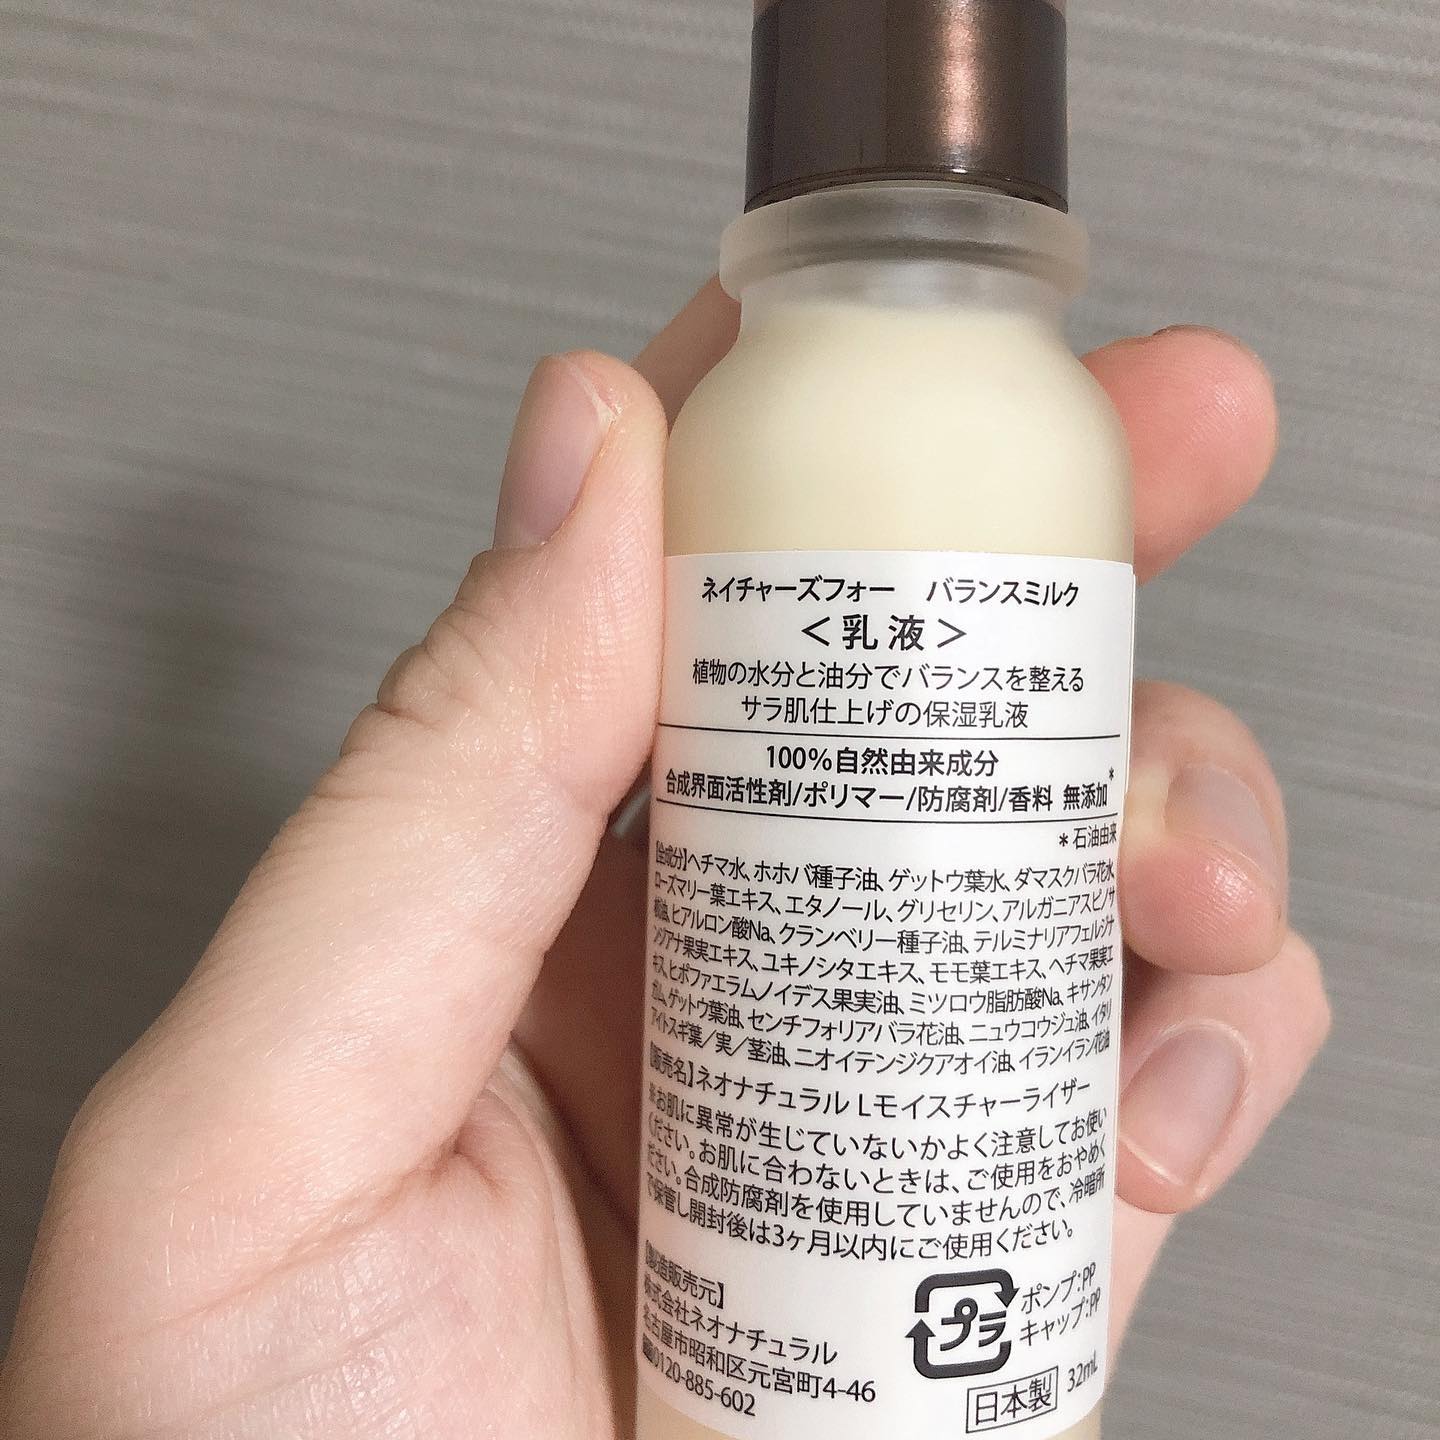 ネイチャーズフォー　バランスミルク
＜乳液＞
植物の水分と油分でバランスを整える
サラ肌仕上げの保湿乳液
100%自然由来成分
合成界面活性剤/ポリマー/防腐剤/香料 無添加*
*石油由来
【全成分】ヘチマ水、ホホバ種子油、ゲットウ葉水、ダマスクバラ花水、
ローズマリー葉エキス、エタノール、グリセリン、アルガニアスピノサ
核油、ヒアルロン酸Na、クランベリー種子油、テルミナリアフェルジナ
ンジアナ果実エキス、ユキノシタエキス、モモ葉エキス、ヘチマ果実エ
キス、ヒポファエラムノイデス果実油、ミツロウ脂肪酸Na、キサンタン
ガム、ゲットウ葉油、センチフォリアバラ花油、ニュウコウジュ油、イタリ
アイトスギ葉／実／茎油、ニオイテンジクアオイ油、イランイラン花油
【販売名】ネオナチュラル Lモイスチャーライザー
※お肌に異常が生じていないかよく注意してお使い
ください。お肌に合わないときは、ご使用をおやめく
ださい。合成防腐剤を使用していませんので、冷暗所
で保管し開封後は3ヶ月以内にご使用ください。
【製造販売元】
株式会社ネオナチュラル
名古屋市昭和区元宮町4-46
0120-885-602
プラ
ポンプ:PP
キャップ:PP
日本製
32mL